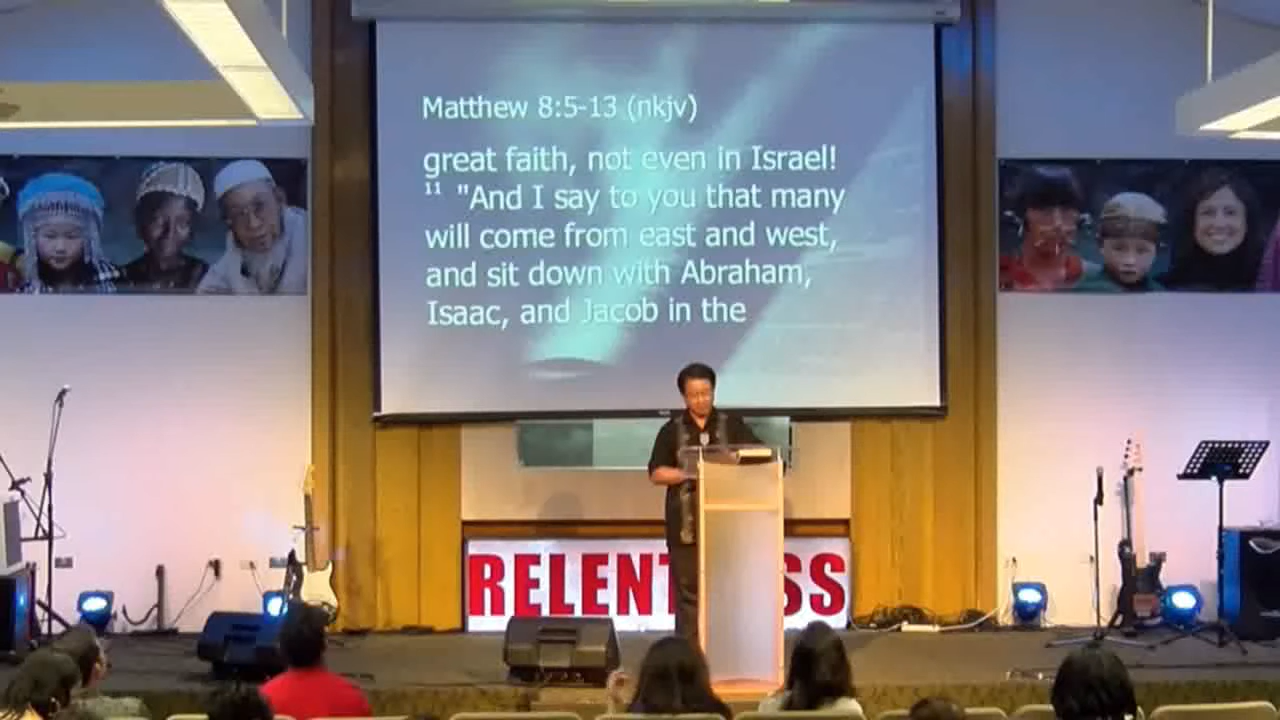 Matthew 8:5-13 (nkjv)
great faith, not even in Israel!
11 "And I say to you that many
will come from east and west,
and sit down with Abraham,
Isaac, and Jacob in the
RELENT SS